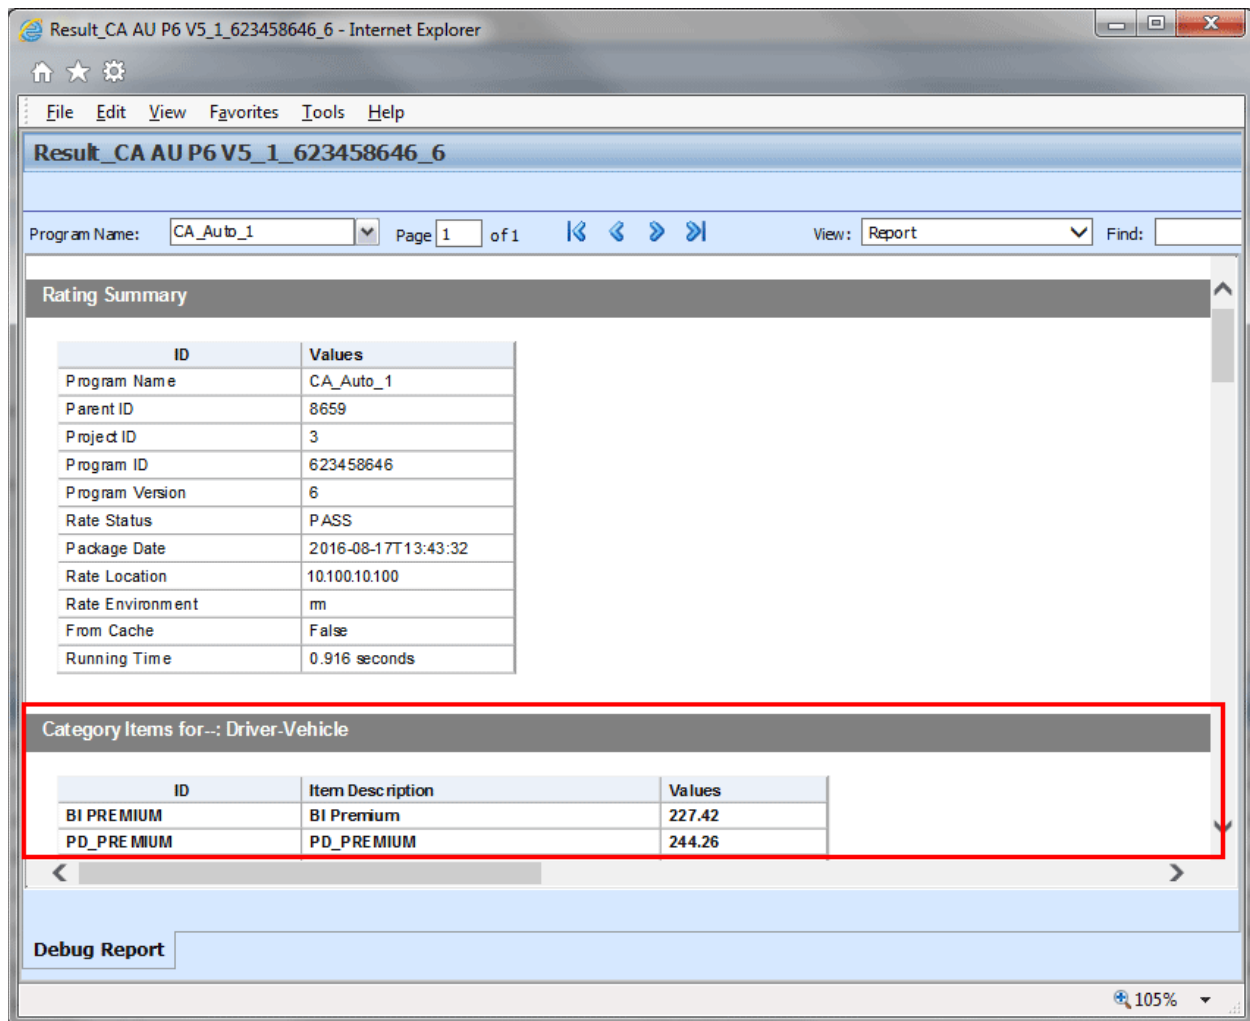 Result_CA AU P6 V5_1_623458646_6 - Internet Explorer
File Edit View Favorites Tools Help
Result_CA AU P6 V5_1_623458646_6
Program Name: CA_Auto_1 Page 1 of 1 View: Report Find:
Rating Summary
ID Values
Program Name CA_Auto_1
Parent ID 8659
Project ID 3
Program ID 623458646
Program Version 6
Rate Status PASS
Package Date 2016-08-17T13:43:32
Rate Location 10.100.10.100
Rate Environment rm
From Cache False
Running Time 0.916 seconds
Category Items for--: Driver-Vehicle
ID Item Description Values
BI PREMIUM BI Premium 227.42
PD_PREMIUM PD_PREMIUM 244.26
Debug Report
105%